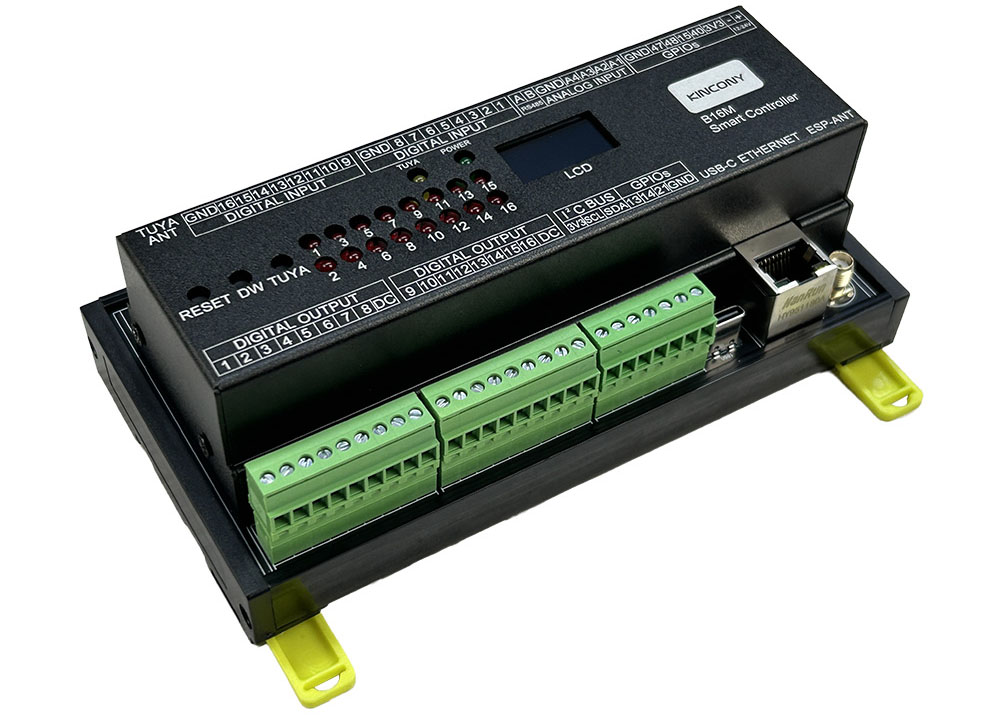 TUYA
ANT
GND 16 15 14 13 12 11 10 9
DIGITAL INPUT
GND 8 7 6 5 4 3 2 1
DIGITAL INPUT
A B GND A4 A3 A2 A1
RS485 ANALOG INPUT
GND 47 48 15 40 3V3 - +
GPIOs
12-24V
KINCONY
B16M
Smart Controller
TUYA
POWER
LCD
RESET DW TUYA
1 3 5 7 9 11 13 15
2 4 6 8 10 12 14 16
DIGITAL OUTPUT
1 2 3 4 5 6 7 8 DC
DIGITAL OUTPUT
9 10 11 12 13 14 15 16 DC
I²C BUS GPIOs
3V3 SCL SDA 13 14 21 GND
USB-C ETHERNET ESP-ANT
HanRun